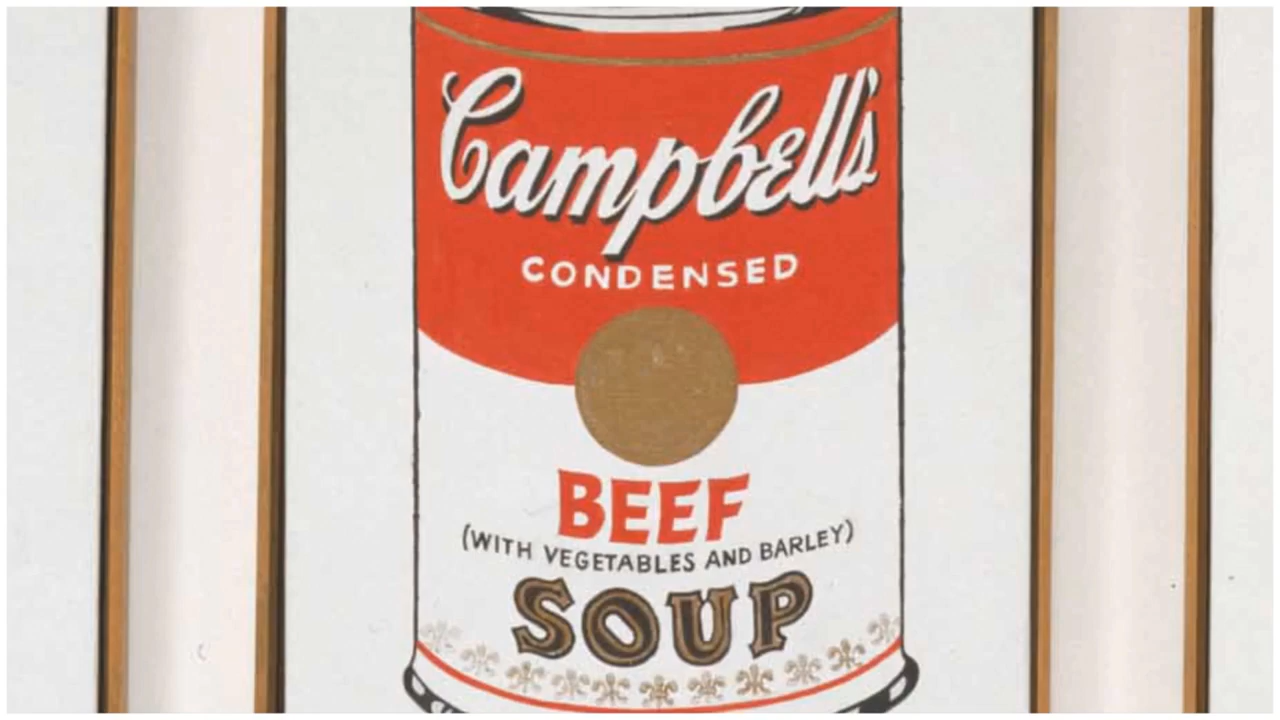 Campbell's
CONDENSED
BEEF
(WITH VEGETABLES AND BARLEY)
SOUP